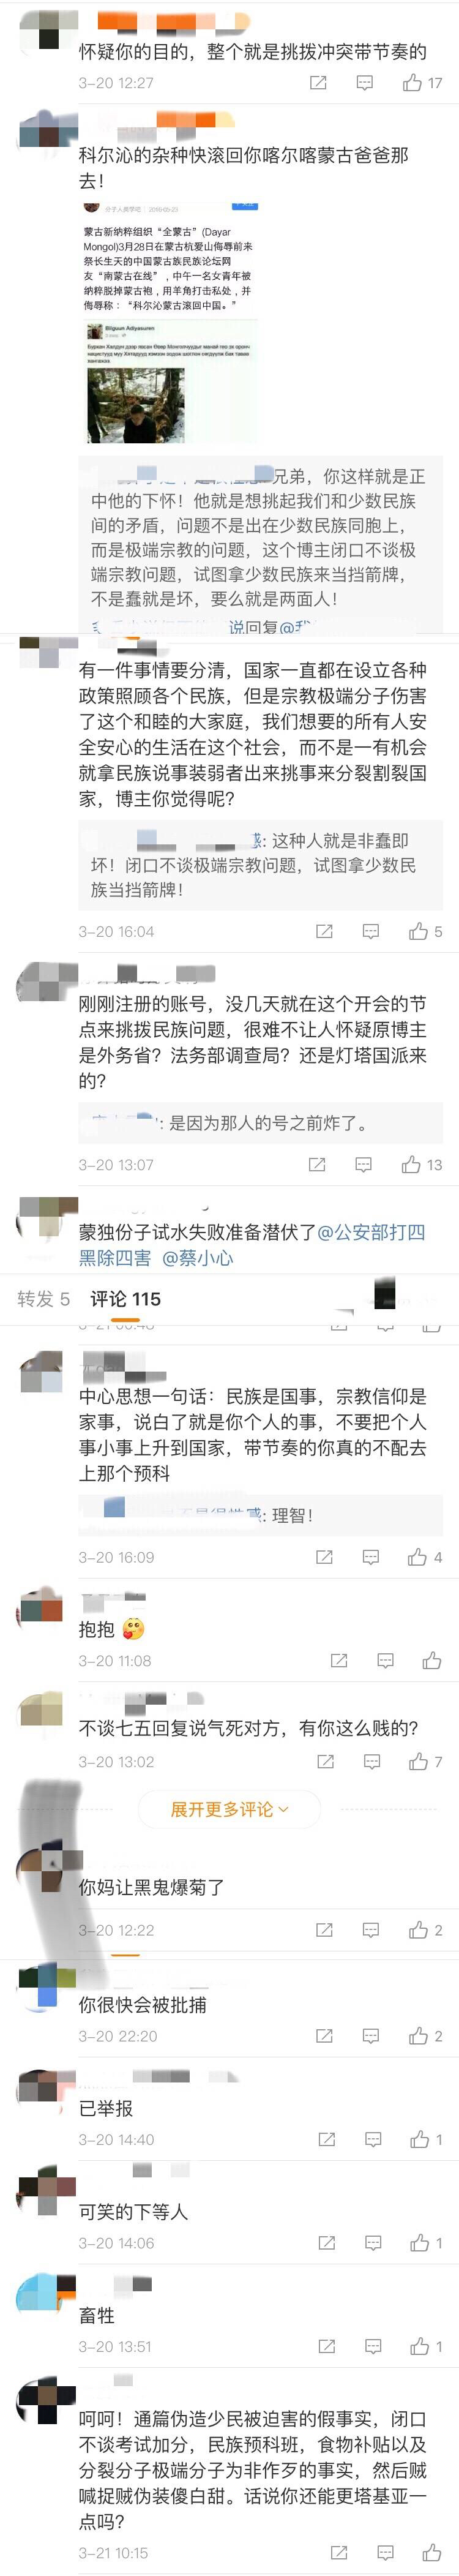 怀疑你的目的，整个就是挑拨冲突带节奏的
3-20 12:27
17
科尔沁的杂种快滚回你喀尔喀蒙古爸爸那
去！
蒙古新纳粹组织“全蒙古”(Dayar
Mongol)3月28日在蒙古杭爱山侮辱前来
祭长生天的中国蒙古族民族论坛网
友“南蒙古在线”，中午一名女青年被
纳粹脱掉蒙古袍，用羊角打击私处，并
侮辱称：“科尔沁蒙古滚回中国。”
Bilguun Adiyasuren
兄弟，你这样就是正
中他的下怀！他就是想挑起我们和少数民族
间的矛盾，问题不是出在少数民族同胞上，
而是极端宗教的问题，这个博主闭口不谈极
端宗教问题，试图拿少数民族来当挡箭牌，
不是蠢就是坏，要么就是两面人！
说回复@我
有一件事情要分清，国家一直都在设立各种
政策照顾各个民族，但是宗教极端分子伤害
了这个和睦的大家庭，我们想要的所有人安
全安心的生活在这个社会，而不是一有机会
就拿民族说事装弱者出来挑事来分裂割裂国
家，博主你觉得呢?
感: 这种人就是非蠢即
坏！闭口不谈极端宗教问题，试图拿少数民
族当挡箭牌！
3-20 16:04
5
刚刚注册的账号，没几天就在这个开会的节
点来挑拨民族问题，很难不让人怀疑原博主
是外务省？法务部调查局？还是灯塔国派来
的?
: 是因为那人的号之前炸了。
3-20 13:07
13
蒙独份子试水失败准备潜伏了@公安部打四
黑除四害 @蔡小心
转发 5 评论 115
中心思想一句话：民族是国事，宗教信仰是
家事，说白了就是你个人的事，不要把个人
事小事上升到国家，带节奏的你真的不配去
上那个预科
: 理智！
3-20 16:09
4
抱抱
3-20 11:08
不谈七五回复说气死对方，有你这么贱的?
3-20 13:02
7
展开更多评论
你妈让黑鬼爆菊了
3-20 12:22
2
你很快会被批捕
3-20 22:20
2
已举报
3-20 14:40
1
可笑的下等人
3-20 14:06
1
畜牲
3-20 13:51
1
呵呵！通篇伪造少民被迫害的假事实，闭口
不谈考试加分，民族预科班，食物补贴以及
分裂分子极端分子为非作歹的事实，然后贼
喊捉贼伪装傻白甜。话说你还能更塔基亚一
点吗?
3-21 10:15